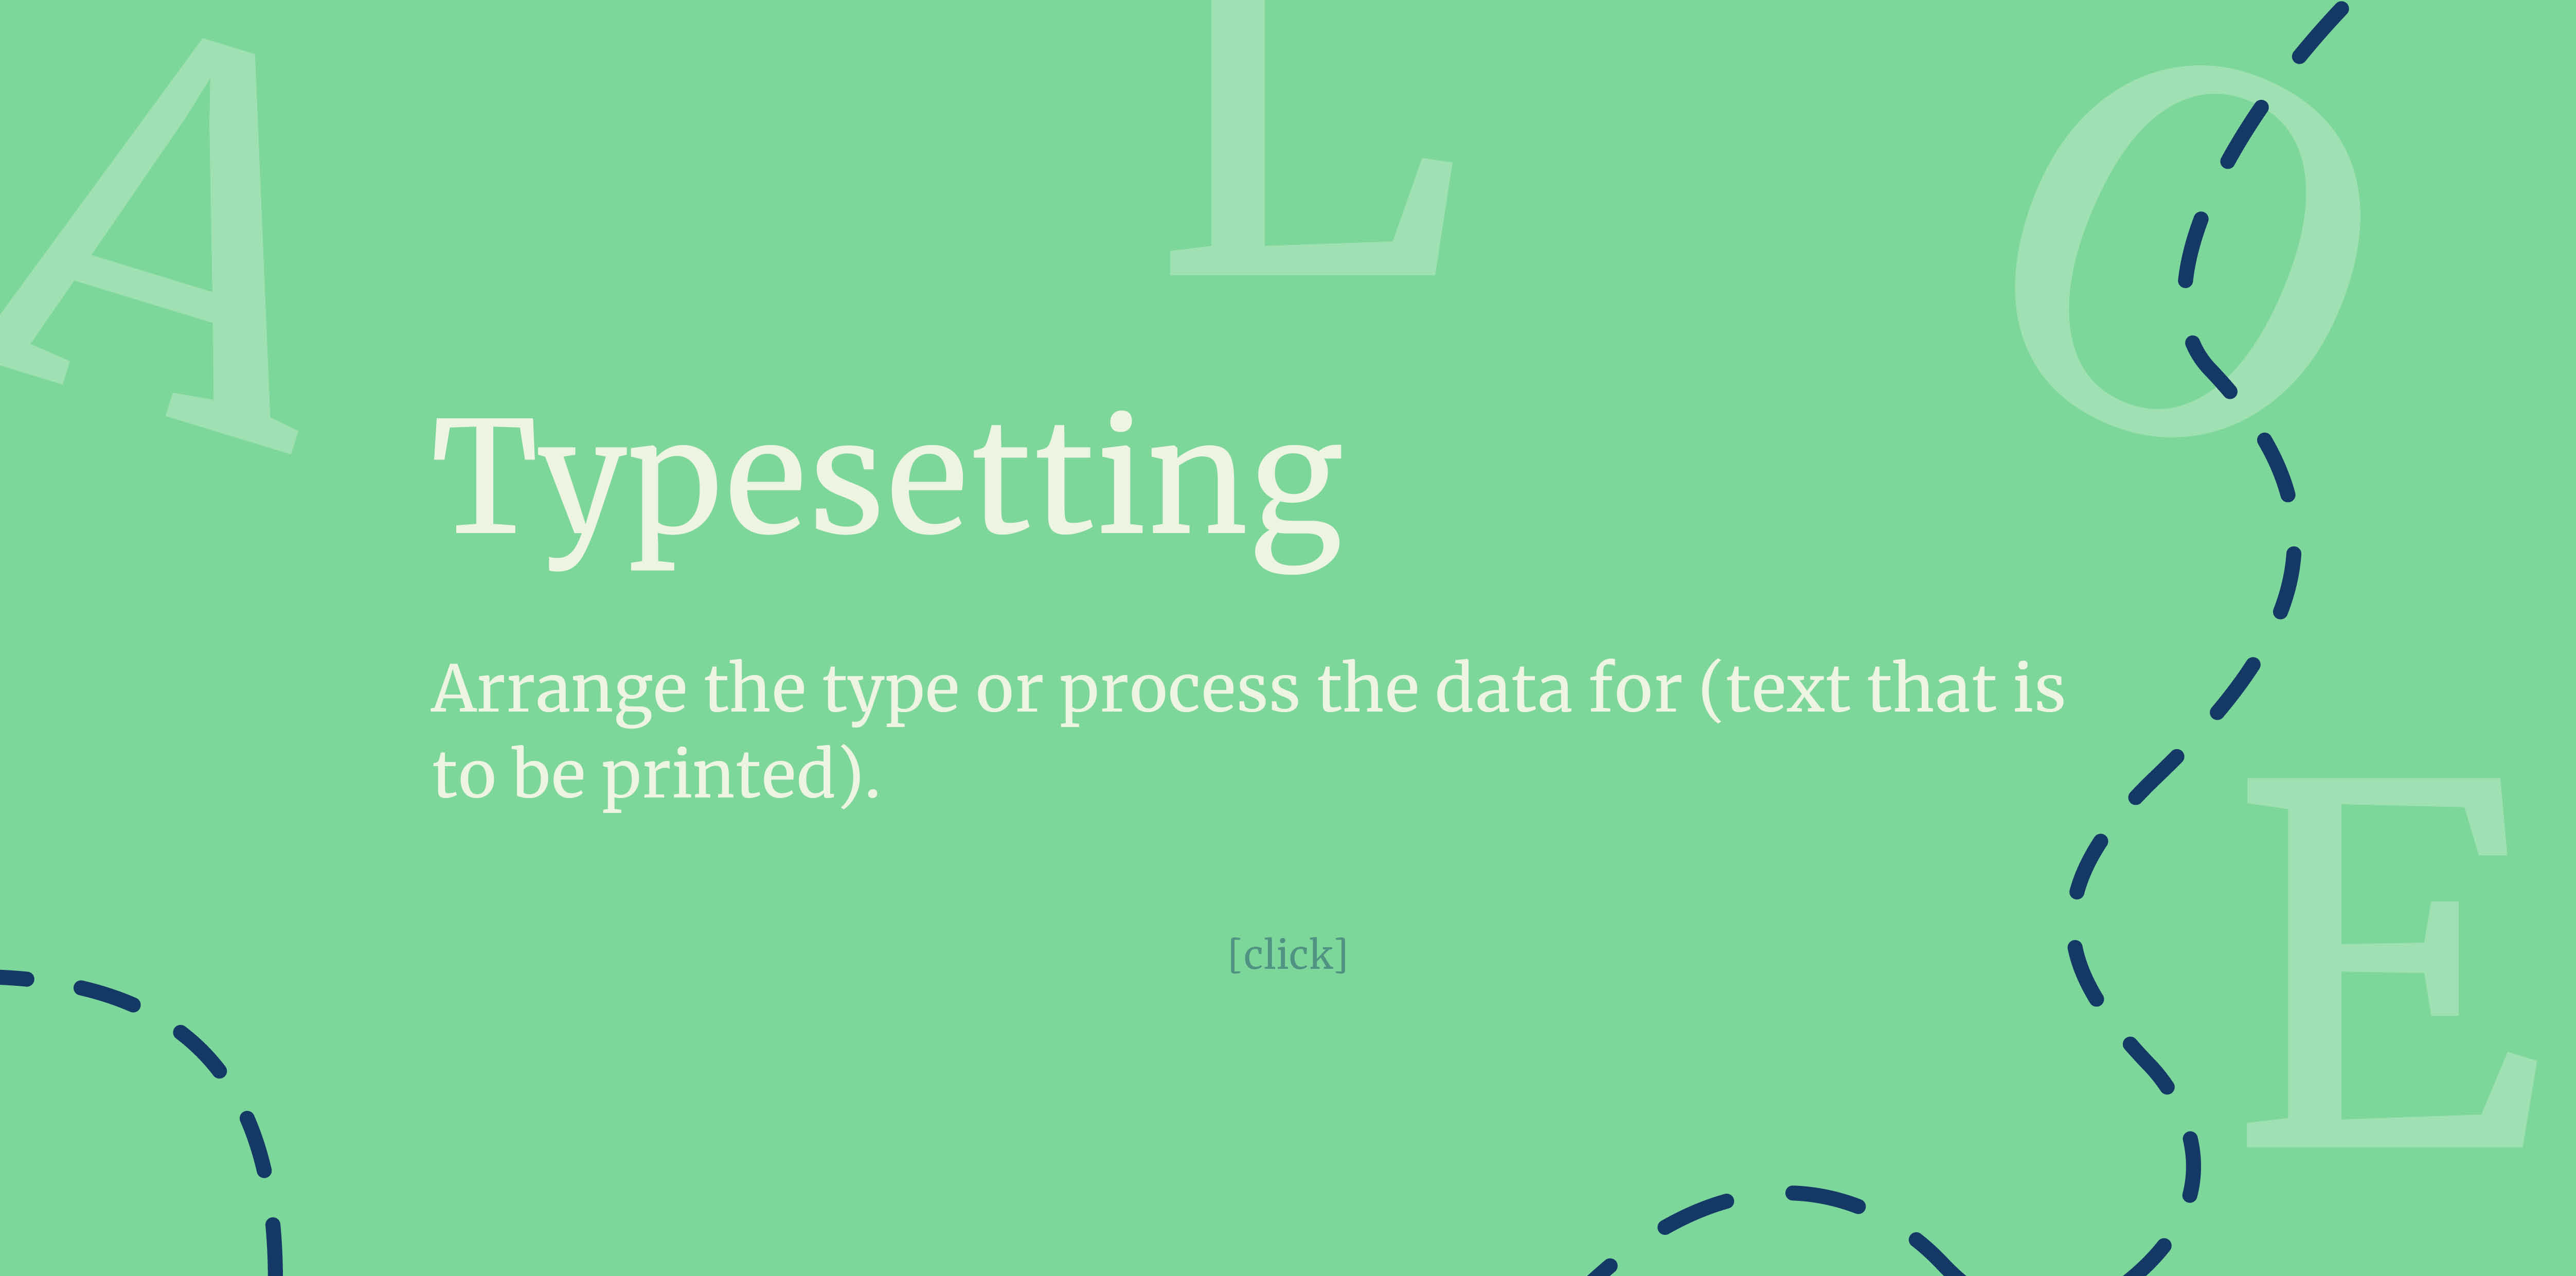 A
L
O
Typesetting
Arrange the type or process the data for (text that is
to be printed).
E
[click]